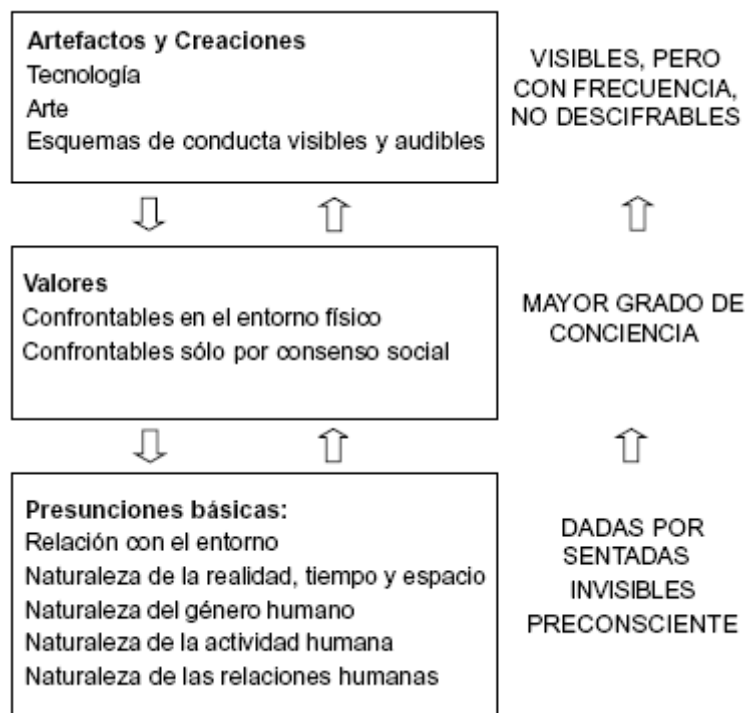 Artefactos y Creaciones
Tecnología
Arte
Esquemas de conducta visibles y audibles
VISIBLES, PERO
CON FRECUENCIA,
NO DESCIFRABLES
Valores
Confrontables en el entorno físico
Confrontables sólo por consenso social
MAYOR GRADO DE
CONCIENCIA
Presunciones básicas:
Relación con el entorno
Naturaleza de la realidad, tiempo y espacio
Naturaleza del género humano
Naturaleza de la actividad humana
Naturaleza de las relaciones humanas
DADAS POR
SENTADAS
INVISIBLES
PRECONSCIENTE